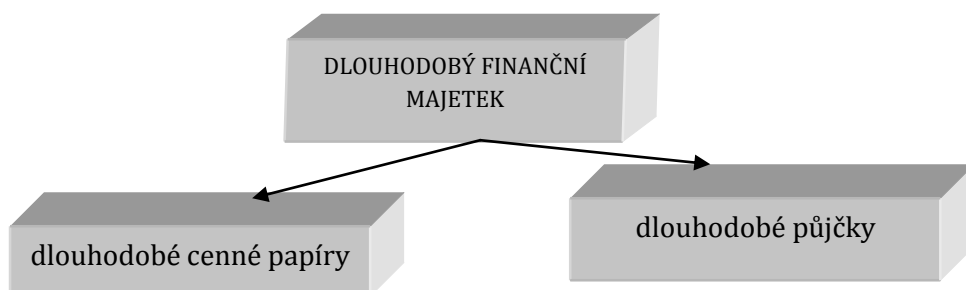 DLOUHODOBÝ FINANČNÍ
MAJETEK
dlouhodobé cenné papíry
dlouhodobé půjčky